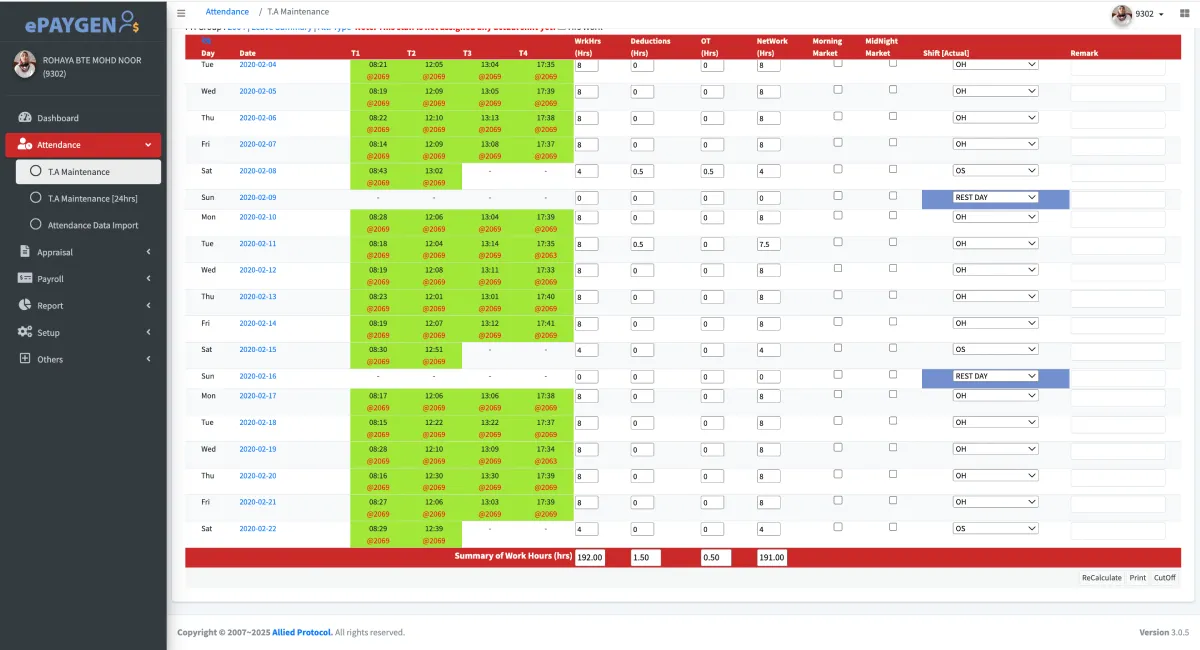 ePAYGEN
ROHAYA BTE MOHD NOOR
(9302)
Dashboard
Attendance
T.A Maintenance
T.A Maintenance [24hrs]
Attendance Data Import
Appraisal
Payroll
Report
Setup
Others
Attendance / T.A Maintenance
9302
Day Date T1 T2 T3 T4 WrkHrs (Hrs) Deductions (Hrs) OT (Hrs) NetWork (Hrs) Morning Market MidNight Market Shift [Actual] Remark
Tue 2020-02-04 08:21 12:05 13:04 17:35 8 0 0 8 OH
@2069 @2069 @2069 @2069
Wed 2020-02-05 08:19 12:09 13:05 17:39 8 0 0 8 OH
@2069 @2069 @2069 @2069
Thu 2020-02-06 08:22 12:10 13:13 17:38 8 0 0 8 OH
@2069 @2069 @2069 @2069
Fri 2020-02-07 08:14 12:09 13:08 17:37 8 0 0 8 OH
@2069 @2069 @2069 @2069
Sat 2020-02-08 08:43 13:02 - - 4 0.5 0.5 4 OS
@2069 @2069
Sun 2020-02-09 - - - - 0 0 0 0 REST DAY
Mon 2020-02-10 08:28 12:06 13:04 17:39 8 0 0 8 OH
@2069 @2069 @2069 @2069
Tue 2020-02-11 08:18 12:04 13:14 17:35 8 0.5 0 7.5 OH
@2069 @2069 @2069 @2063
Wed 2020-02-12 08:19 12:08 13:11 17:33 8 0 0 8 OH
@2069 @2069 @2069 @2069
Thu 2020-02-13 08:23 12:01 13:01 17:40 8 0 0 8 OH
@2069 @2069 @2069 @2069
Fri 2020-02-14 08:19 12:07 13:12 17:41 8 0 0 8 OH
@2069 @2069 @2069 @2069
Sat 2020-02-15 08:30 12:51 - - 4 0 0 4 OS
@2069 @2069
Sun 2020-02-16 - - - - 0 0 0 0 REST DAY
Mon 2020-02-17 08:17 12:06 13:06 17:38 8 0 0 8 OH
@2069 @2069 @2069 @2069
Tue 2020-02-18 08:15 12:22 13:22 17:37 8 0 0 8 OH
@2069 @2069 @2069 @2069
Wed 2020-02-19 08:28 12:10 13:09 17:34 8 0 0 8 OH
@2069 @2069 @2069 @2063
Thu 2020-02-20 08:16 12:30 13:30 17:39 8 0 0 8 OH
@2069 @2069 @2069 @2069
Fri 2020-02-21 08:27 12:06 13:03 17:39 8 0 0 8 OH
@2069 @2069 @2069 @2069
Sat 2020-02-22 08:29 12:39 - - 4 0 0 4 OS
@2069 @2069
Summary of Work Hours (hrs) 192.00 1.50 0.50 191.00
ReCalculate Print CutOff
Copyright © 2007~2025 Allied Protocol. All rights reserved.
Version 3.0.5